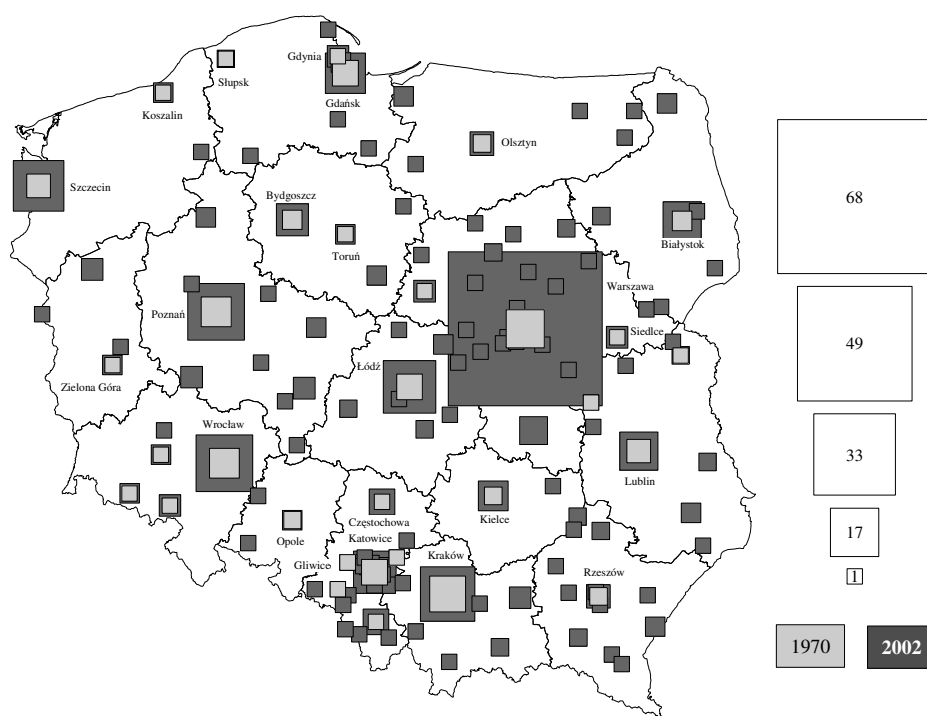 Gdynia
Słupsk
Gdańsk
Koszalin
Olsztyn
Szczecin
Bydgoszcz
Toruń
Białystok
Warszawa
Poznań
Siedlce
Łódź
Zielona Góra
Wrocław
Lublin
Częstochowa
Kielce
Opole
Katowice
Gliwice
Kraków
Rzeszów
68
49
33
17
1
1970
2002